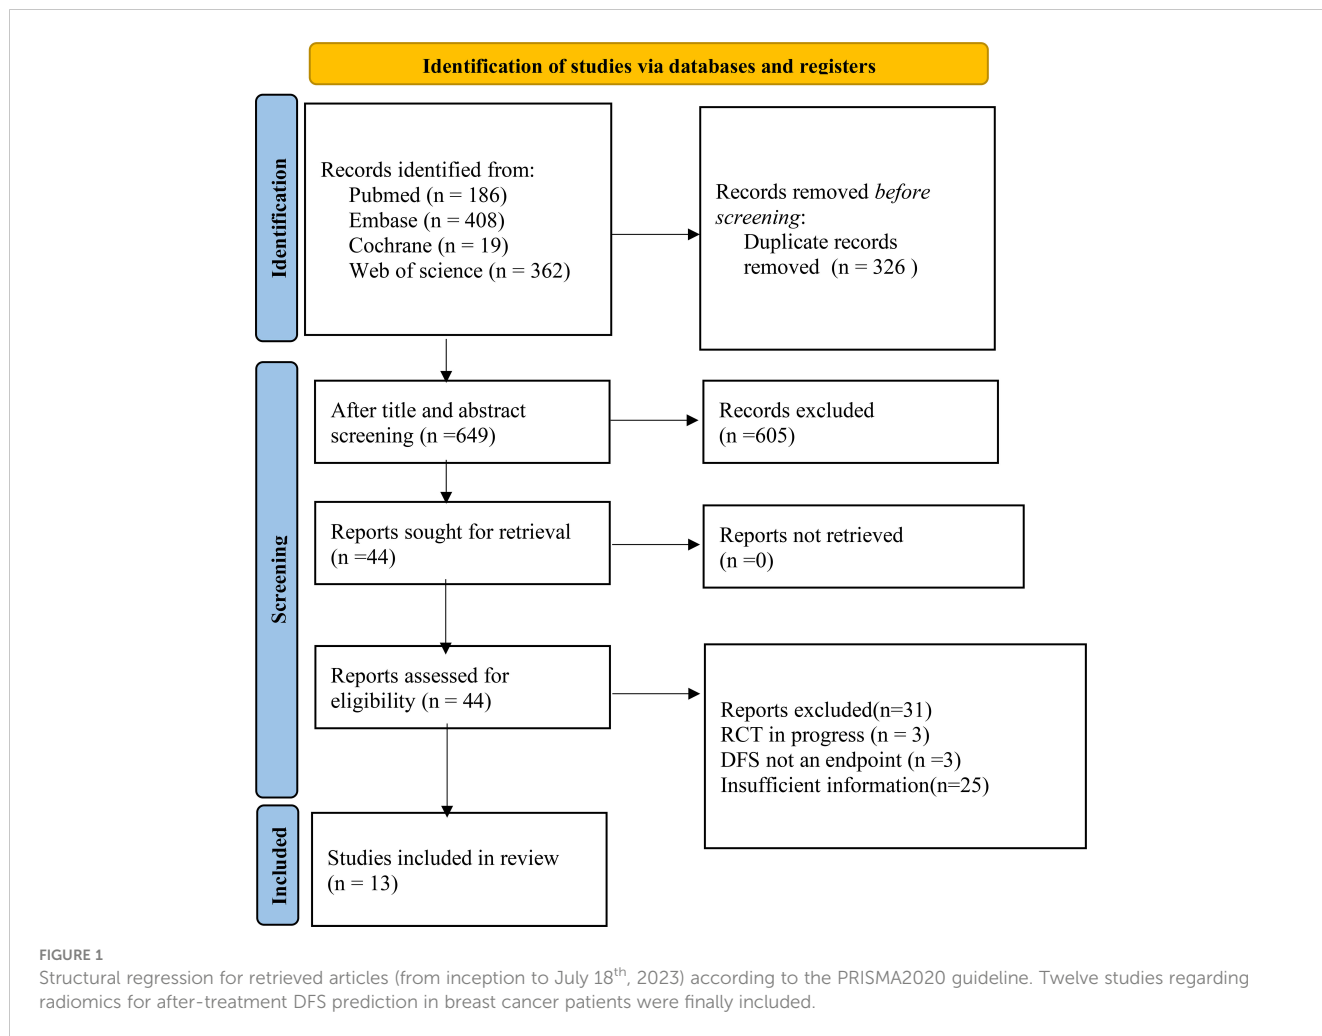 Identification of studies via databases and registers
Identification
Records identified from:
Pubmed (n = 186)
Embase (n = 408)
Cochrane (n = 19)
Web of science (n = 362)
Records removed before
screening:
Duplicate records
removed  (n = 326 )
Screening
After title and abstract
screening (n =649)
Records excluded
(n =605)
Reports sought for retrieval
(n =44)
Reports not retrieved
(n =0)
Reports assessed for
eligibility (n = 44)
Reports excluded(n=31)
RCT in progress (n = 3)
DFS not an endpoint (n =3)
Insufficient information(n=25)
Included
Studies included in review
(n = 13)
FIGURE 1
Structural regression for retrieved articles (from inception to July 18th, 2023) according to the PRISMA2020 guideline. Twelve studies regarding
radiomics for after-treatment DFS prediction in breast cancer patients were finally included.